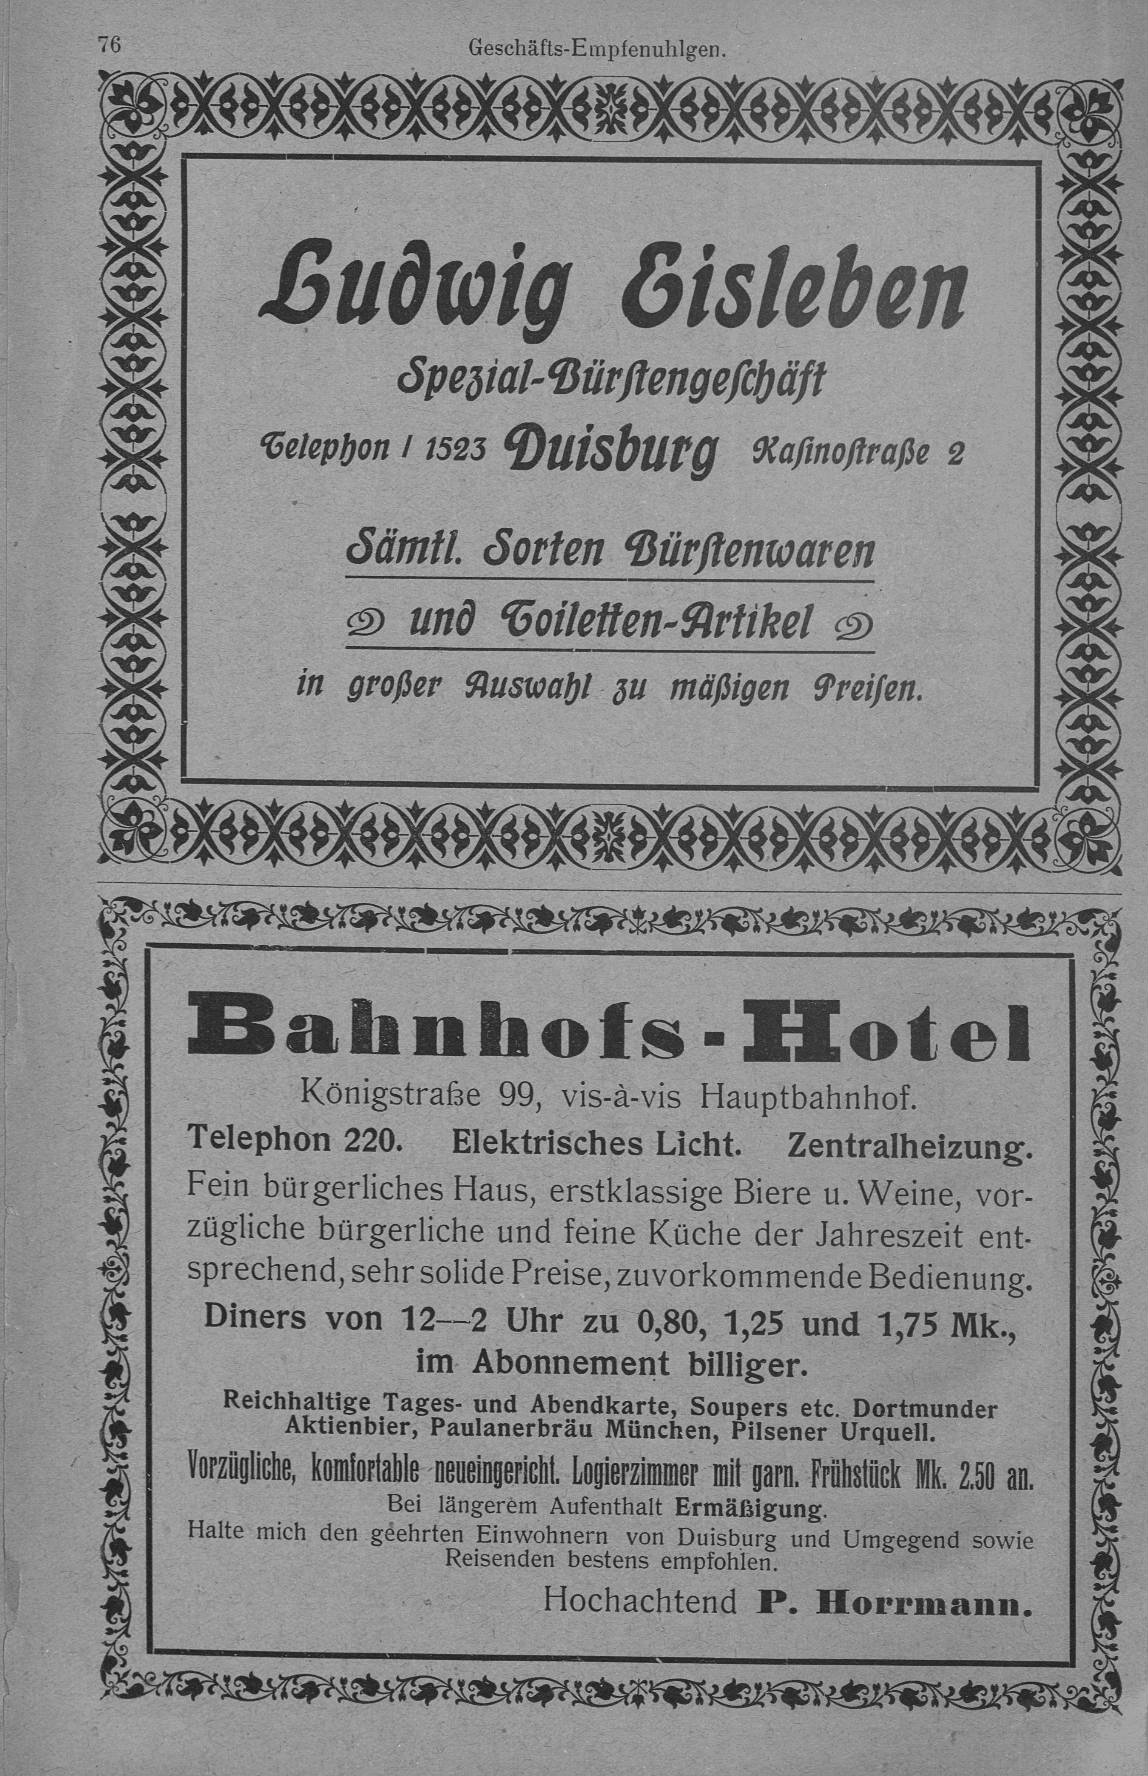 76
Geschäfts-Empfenuhlgen.
Ludwig Eisleben
Spezial-Bürſtengeſchäft
Telephon I 1523 Duisburg Kaſinoſtraße 2
Sämtl. Sorten Bürſtenwaren
und Toiletten-Artikel
in großer Auswahl zu mäßigen Preiſen.
Bahnhofs-Hotel
Königstraße 99, vis-à-vis Hauptbahnhof.
Telephon 220. Elektrisches Licht. Zentralheizung.
Fein bürgerliches Haus, erstklassige Biere u. Weine, vor-
zügliche bürgerliche und feine Küche der Jahreszeit ent-
sprechend, sehr solide Preise, zuvorkommende Bedienung.
Diners von 12—2 Uhr zu 0,80, 1,25 und 1,75 Mk.,
im Abonnement billiger.
Reichhaltige Tages- und Abendkarte, Soupers etc. Dortmunder
Aktienbier, Paulanerbräu München, Pilsener Urquell.
Vorzügliche, komfortable neueingericht. Logierzimmer mit garn. Frühstück Mk. 2.50 an.
Bei längerem Aufenthalt Ermäßigung.
Halte mich den geehrten Einwohnern von Duisburg und Umgegend sowie
Reisenden bestens empfohlen.
Hochachtend P. Horrmann.